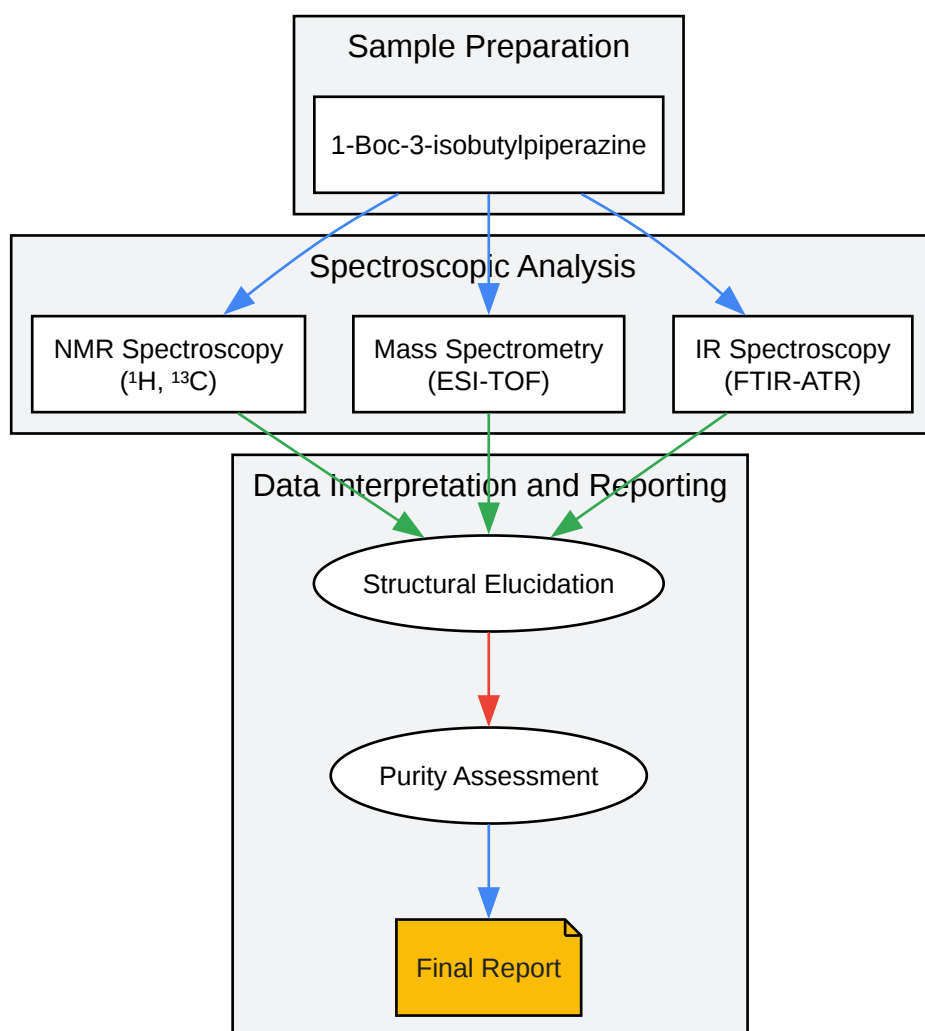 Sample Preparation
1-Boc-3-isobutylpiperazine
Spectroscopic Analysis
NMR Spectroscopy
(¹H, ¹³C)
Mass Spectrometry
(ESI-TOF)
IR Spectroscopy
(FTIR-ATR)
Data Interpretation and Reporting
Structural Elucidation
Purity Assessment
Final Report